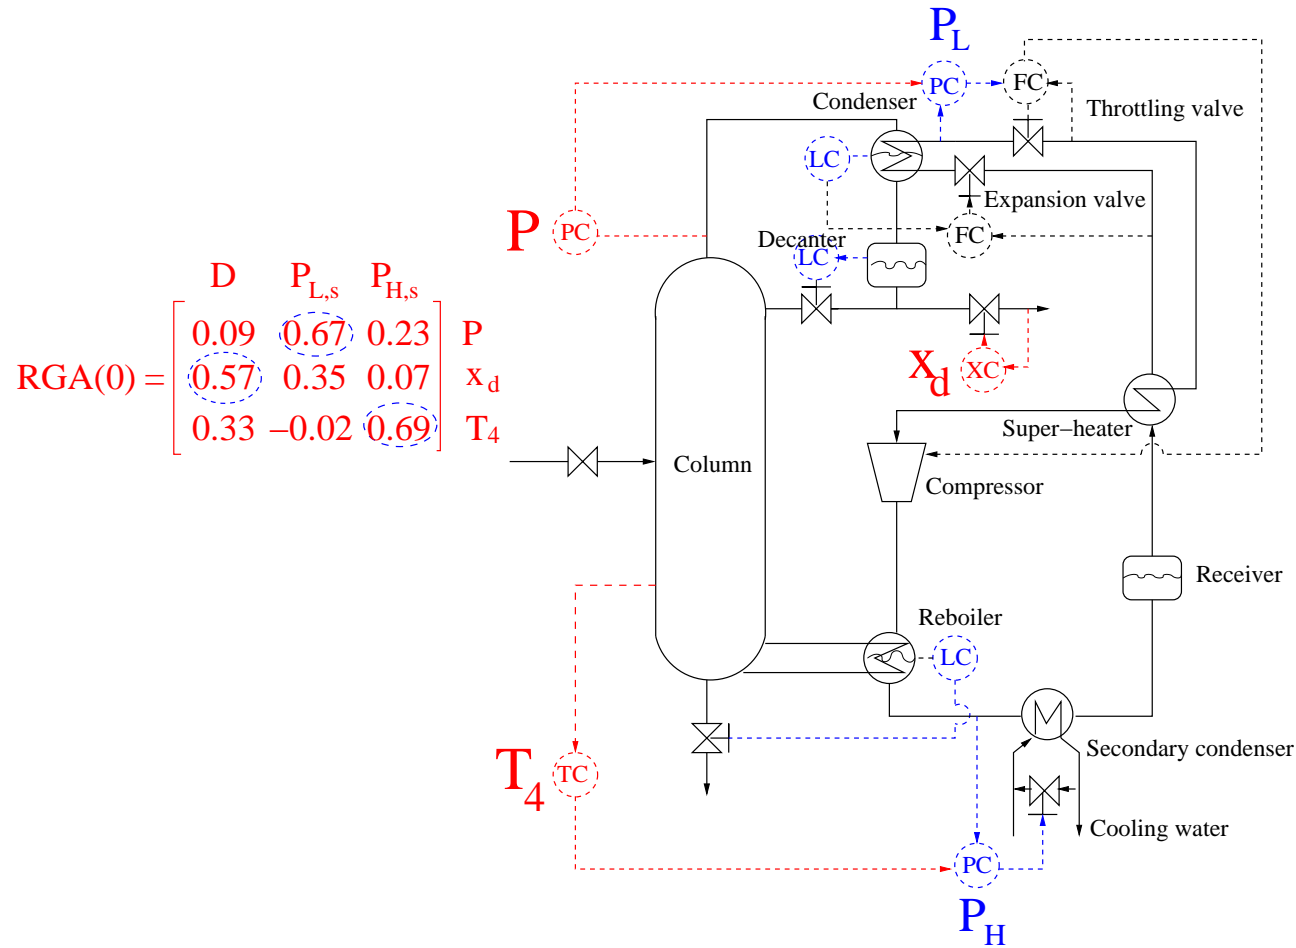 P_L
PC
FC
Condenser
Throttling valve
LC
Expansion valve
P
PC
FC
Decanter
LC
D P_L,s P_H,s
0.09 0.67 0.23 P
RGA(0) = 0.57 0.35 0.07 x_d
0.33 −0.02 0.69 T_4
x_d
XC
Super−heater
Column
Compressor
Receiver
Reboiler
LC
Secondary condenser
T_4
TC
Cooling water
PC
P_H